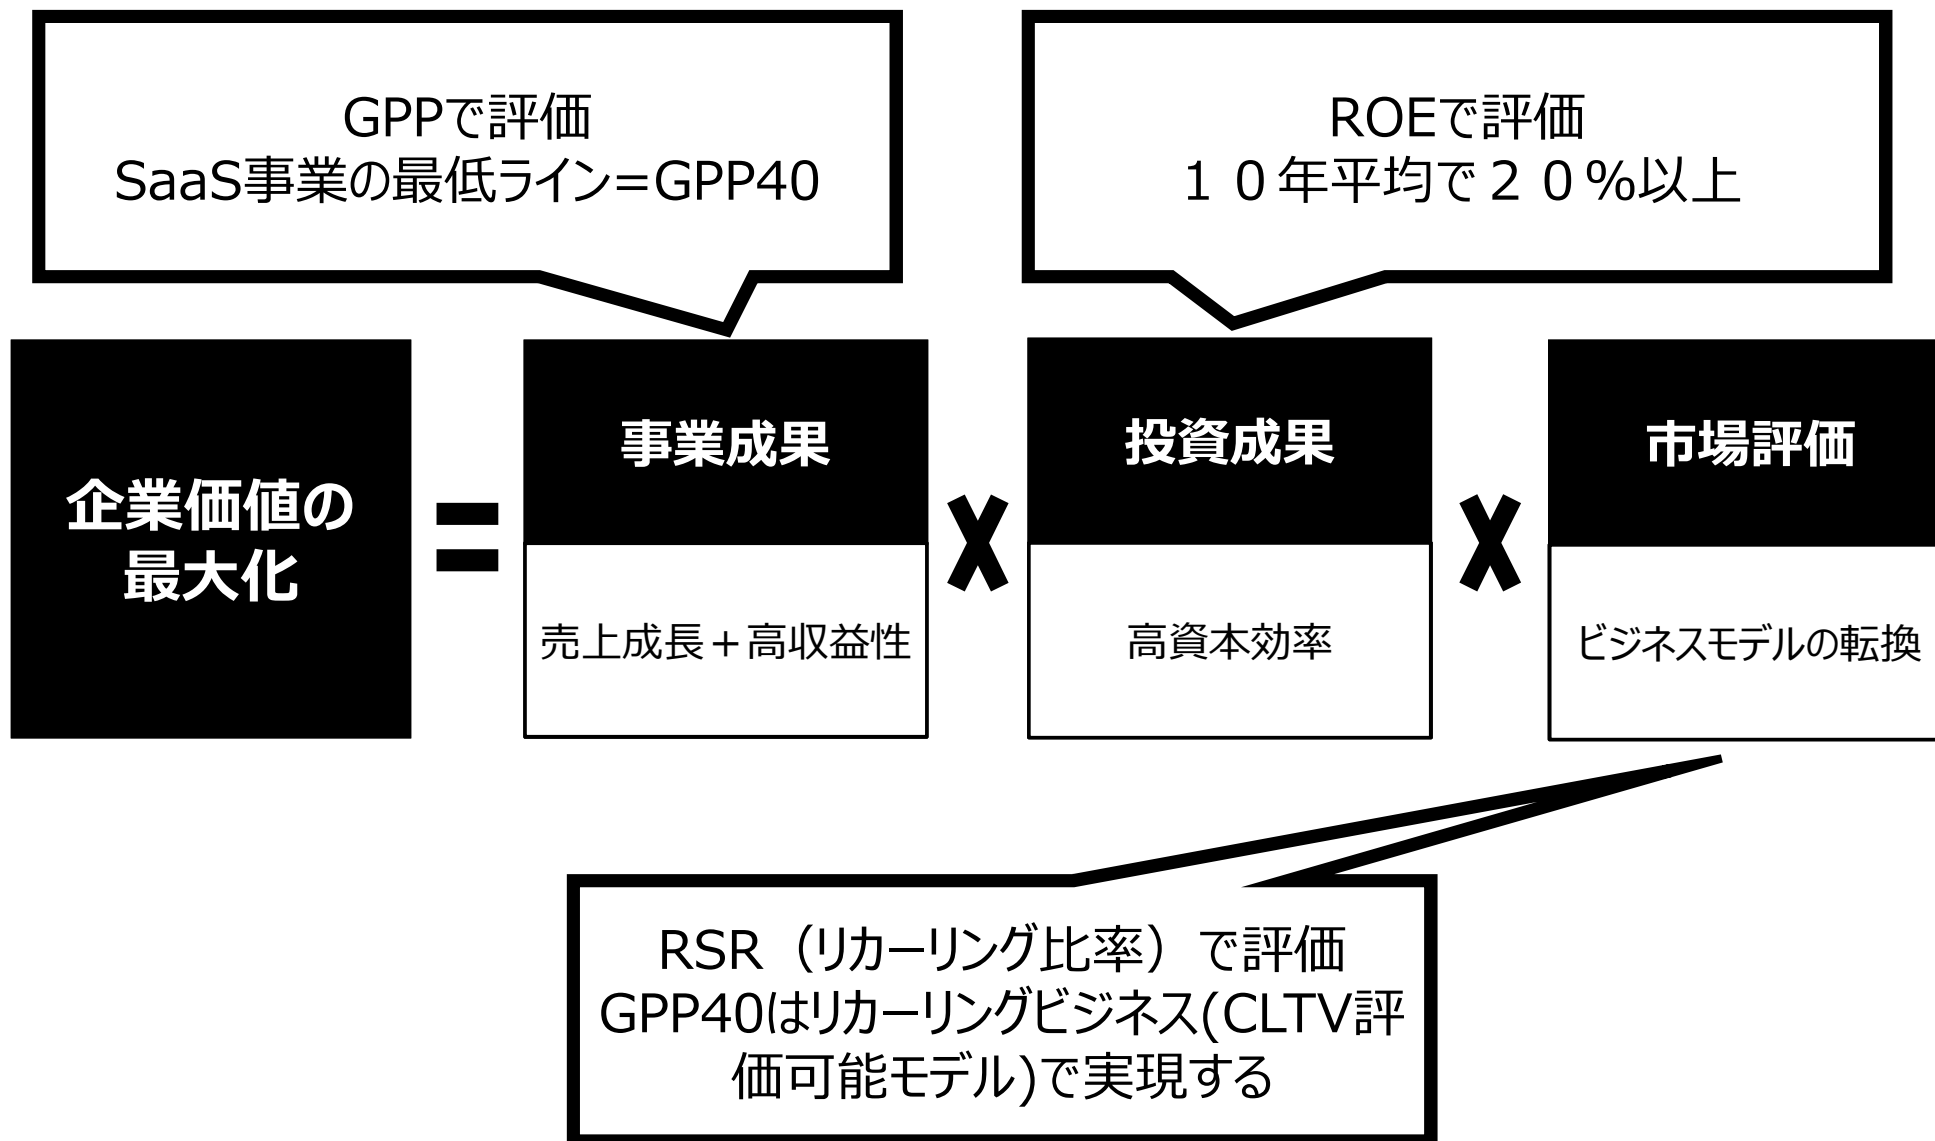 GPPで評価
SaaS事業の最低ライン=GPP40
ROEで評価
１０年平均で２０%以上
企業価値の
最大化
=
事業成果
売上成長＋高収益性
×
投資成果
高資本効率
×
市場評価
ビジネスモデルの転換
RSR（リカーリング比率）で評価
GPP40はリカーリングビジネス(CLTV評
価可能モデル)で実現する